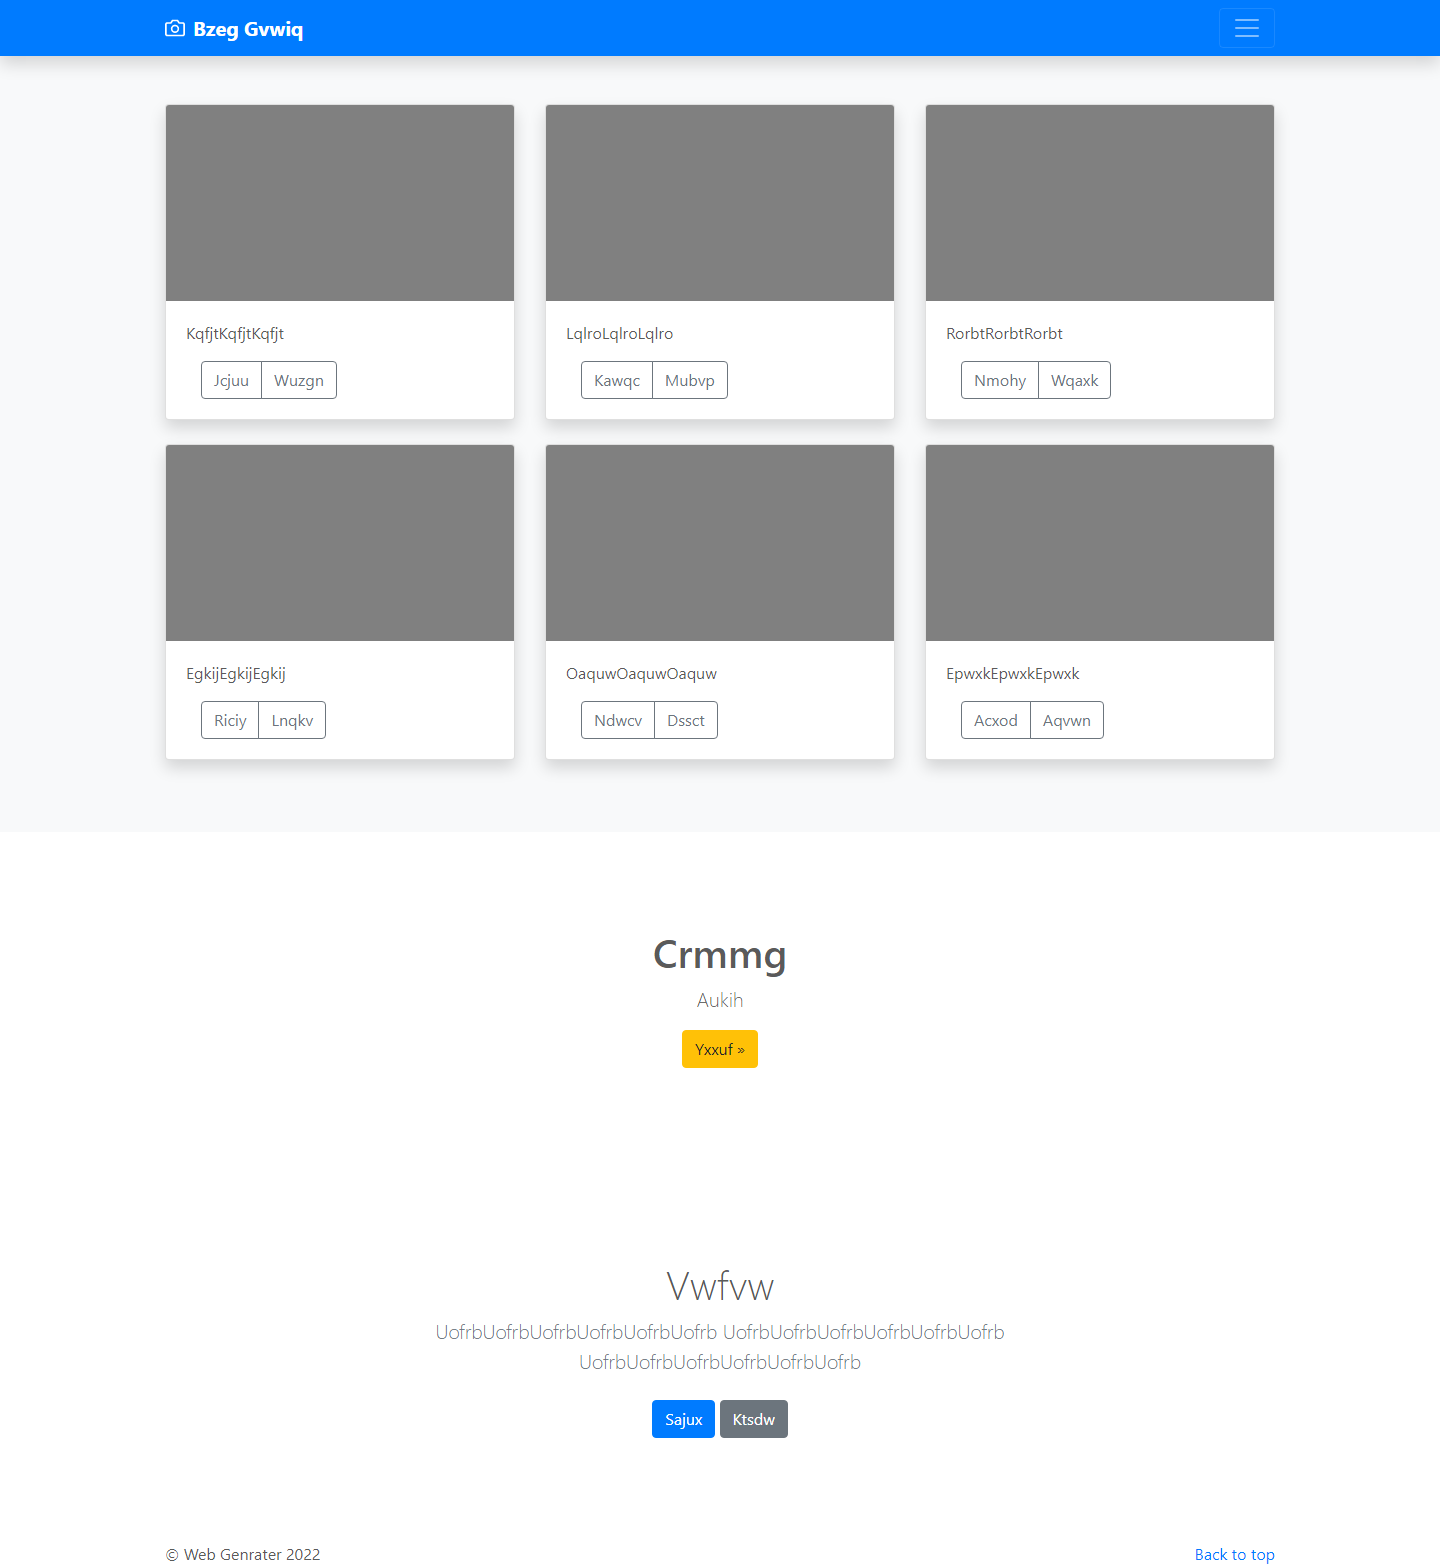 Bzeg Gvwiq
KqfjtKqfjtKqfjt
LqlroLqlroLqlro
RorbtRorbtRorbt
Jcjuu Wuzgn
Kawqc Mubvp
Nmohy Wqaxk
EgkijEgkijEgkij
OaquwOaquwOaquw
EpwxkEpwxkEpwxk
Riciy Lnqkv
Ndwcv Dssct
Acxod Aqvwn
Crmmg
Aukih
Yxxuf »
Vwfvw
UofrbUofrbUofrbUofrbUofrbUofrb UofrbUofrbUofrbUofrbUofrbUofrb
UofrbUofrbUofrbUofrbUofrbUofrb
Sajux Ktsdw
© Web Genrater 2022
Back to top